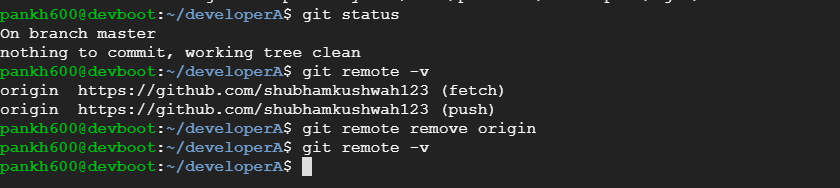 pankh600@devboot:~/developerA$ git status
On branch master
nothing to commit, working tree clean
pankh600@devboot:~/developerA$ git remote -v
origin  https://github.com/shubhamkushwah123 (fetch)
origin  https://github.com/shubhamkushwah123 (push)
pankh600@devboot:~/developerA$ git remote remove origin
pankh600@devboot:~/developerA$ git remote -v
pankh600@devboot:~/developerA$